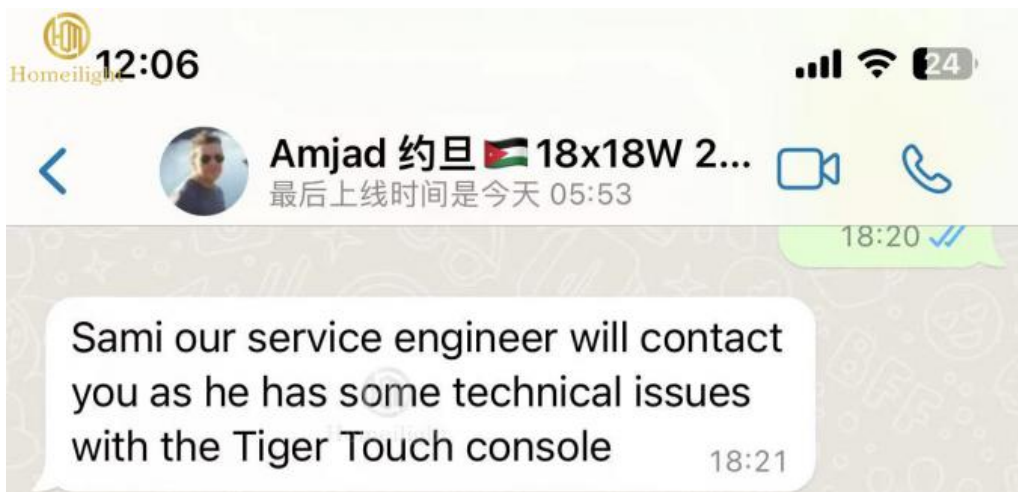 Homeilight
12:06
24
Amjad 约旦🇯🇴18x18W 2...
最后上线时间是今天 05:53
18:20
Sami our service engineer will contact
you as he has some technical issues
with the Tiger Touch console
Homeilight
18:21